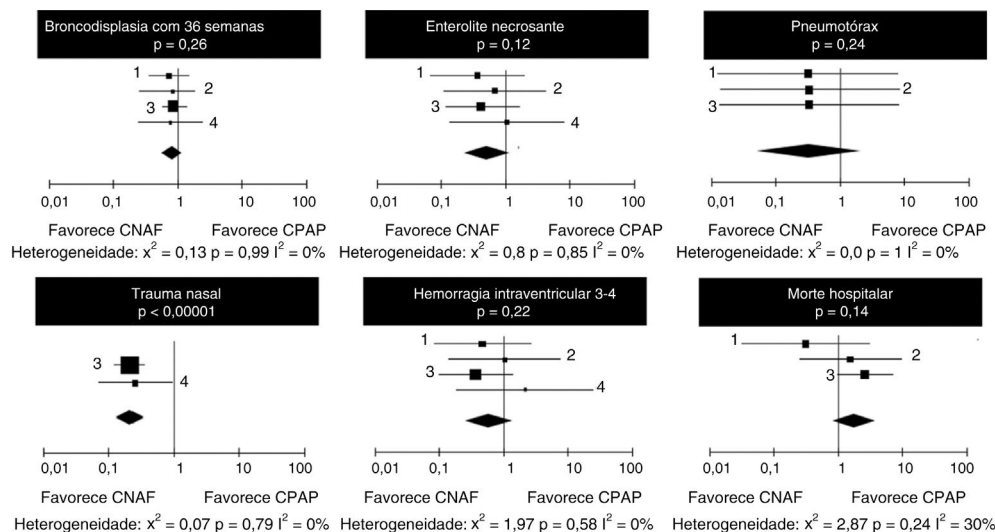 Broncodisplasia com 36 semanas
p = 0,26
1
2
3
4
0,01 0,1 1 10 100
Favorece CNAF Favorece CPAP
Heterogeneidade: x² = 0,13 p = 0,99 I² = 0%
Enterolite necrosante
p = 0,12
1
2
3
4
0,01 0,1 1 10 100
Favorece CNAF Favorece CPAP
Heterogeneidade: x² = 0,8 p = 0,85 I² = 0%
Pneumotórax
p = 0,24
1
2
3
0,01 0,1 1 10 100
Favorece CNAF Favorece CPAP
Heterogeneidade: x² = 0,0 p = 1 I² = 0%
Trauma nasal
p < 0,00001
3
4
0,01 0,1 1 10 100
Favorece CNAF Favorece CPAP
Heterogeneidade: x² = 0,07 p = 0,79 I² = 0%
Hemorragia intraventricular 3-4
p = 0,22
1
2
3
4
0,01 0,1 1 10 100
Favorece CNAF Favorece CPAP
Heterogeneidade: x² = 1,97 p = 0,58 I² = 0%
Morte hospitalar
p = 0,14
1
2
3
0,01 0,1 1 10 100
Favorece CNAF Favorece CPAP
Heterogeneidade: x² = 2,87 p = 0,24 I² = 30%